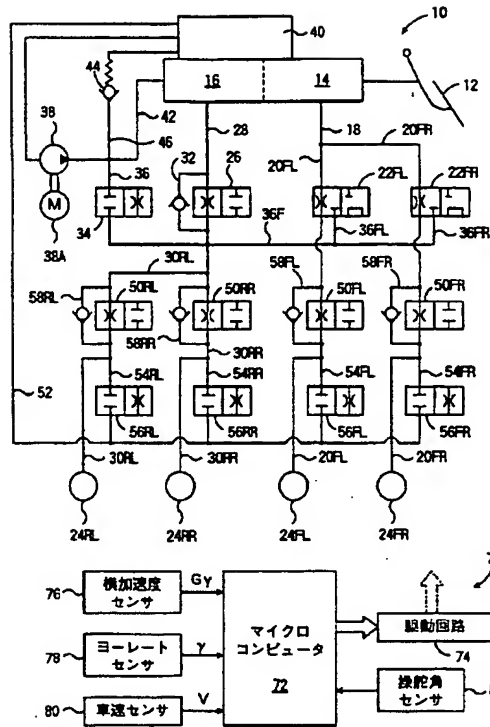 10
40
44
16
14
12
38
42
28
18
46
20FR
32
26
20FL
36
22FL
22FR
M
34
36F
38A
36FL
36FR
30RL
58RL
50RL
50RR
58FL
50FL
58FR
50FR
58RR
30RR
54RL
54RR
54FL
54FR
52
56RL
56RR
56FL
56FR
30RL
30RR
20FL
20FR
24RL
24RR
24FL
24FR
76
横加速度
センサ
Gy
78
ヨーレート
センサ
γ
マイクロ
コンピュータ
72
駆動回路
74
80
車速センサ
V
操舵角
センサ